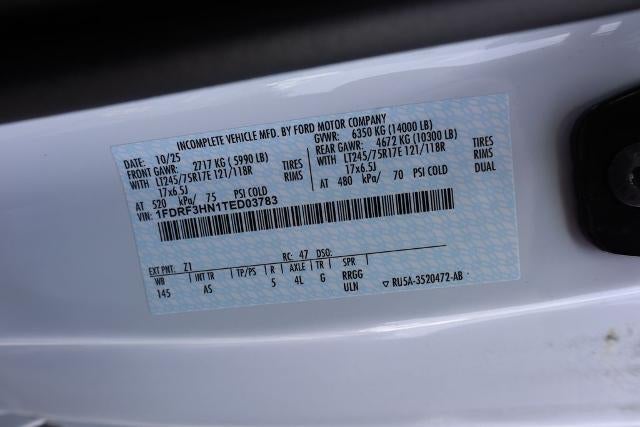 INCOMPLETE VEHICLE MFD. BY FORD MOTOR COMPANY
DATE: 10/25 GVWR: 6350 KG (14000 LB)
FRONT GAWR: 2717 KG (5990 LB) REAR GAWR: 4672 KG (10300 LB)
WITH LT245/75R17E 121/118R TIRES WITH LT245/75R17E 121/118R TIRES
17x6.5J RIMS 17x6.5J RIMS
AT 520 kPa/ 75 PSI COLD AT 480 kPa/ 70 PSI COLD DUAL
VIN: 1FDRF3HN1TED03783
EXT PNT: Z1 RC: 47 DSO:
WB INT TR TP/PS R AXLE TR SPR
145 AS 5 4L G RRGG
ULN ▽ RU5A-3520472-AB